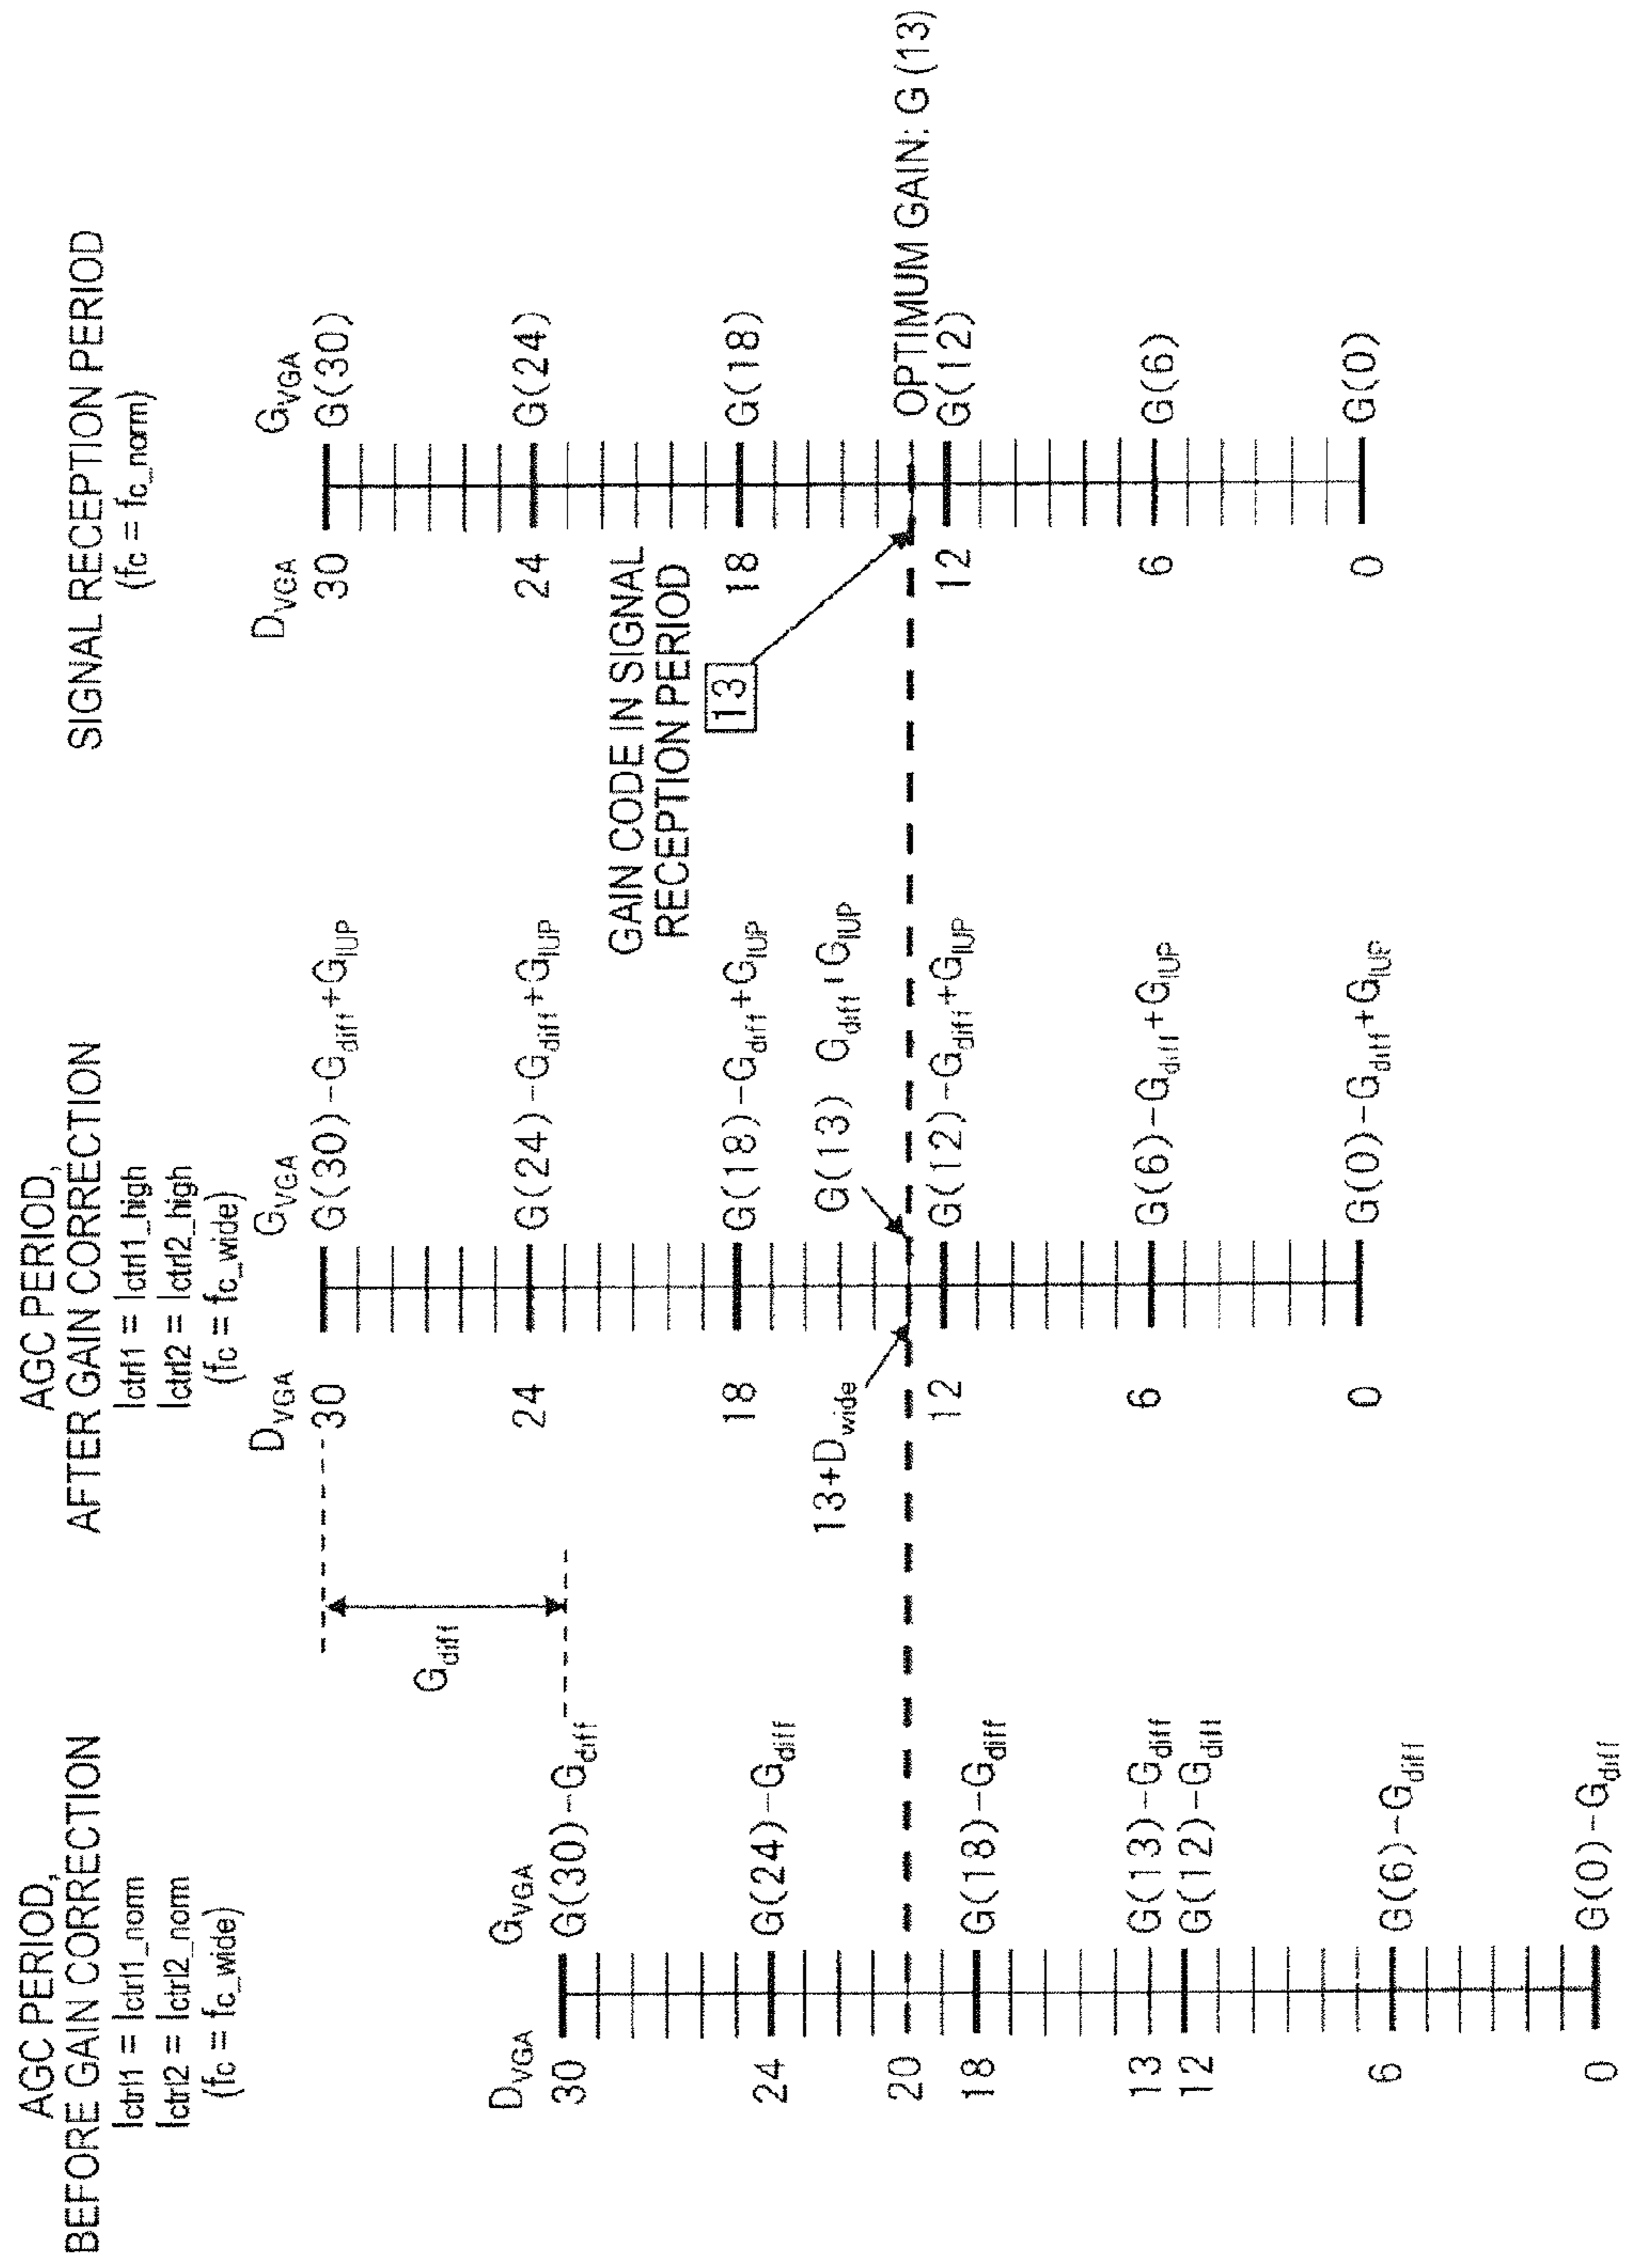 AGC PERIOD,
BEFORE GAIN CORRECTION
Ictrl1 = Ictrl1_norm
Ictrl2 = Ictrl2_norm
(fc = fc_wide)
DVGA
GVGA
30
G(30)-Gdiff
24
G(24)-Gdiff
20
18
G(18)-Gdiff
13
G(13)-Gdiff
12
G(12)-Gdiff
6
G(6)-Gdiff
0
G(0)-Gdiff
Gdiff
AGC PERIOD,
AFTER GAIN CORRECTION
Ictrl1 = Ictrl1_high
Ictrl2 = Ictrl2_high
(fc = fc_wide)
DVGA
GVGA
30
G(30)-Gdiff+GIUP
24
G(24)-Gdiff+GIUP
18
G(18)-Gdiff+GIUP
13+Dwide
G(13) Gdiff+GIUP
12
G(12)-Gdiff+GIUP
6
G(6)-Gdiff+GIUP
0
G(0)-Gdiff+GIUP
SIGNAL RECEPTION PERIOD
(fc = fc_norm)
DVGA
GVGA
30
G(30)
24
G(24)
GAIN CODE IN SIGNAL
RECEPTION PERIOD
13
18
G(18)
OPTIMUM GAIN: G (13)
12
G(12)
6
G(6)
0
G(0)